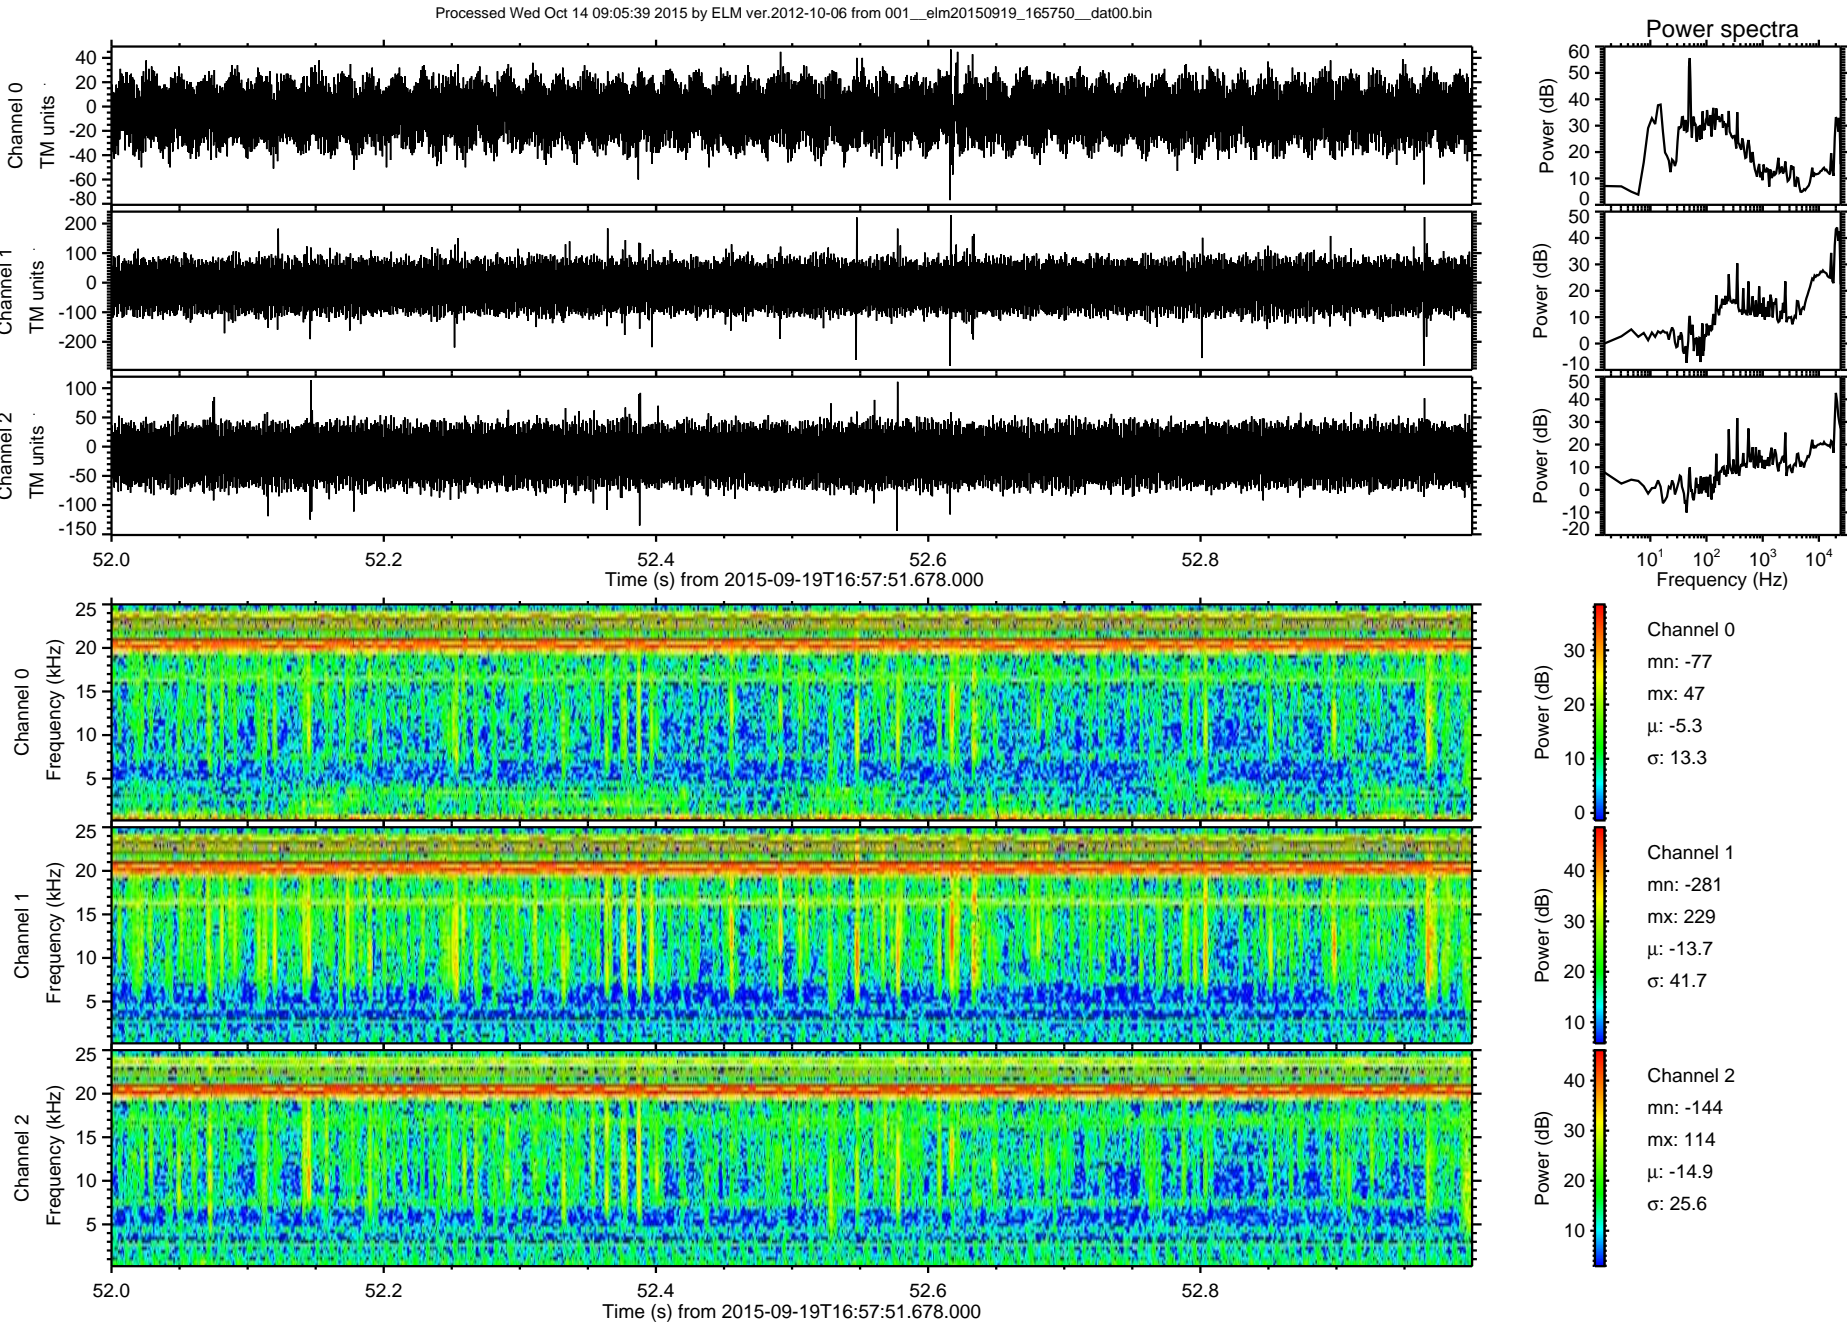 Processed Wed Oct 14 09:05:39 2015 by ELM ver.2012-10-06 from 001__elm20150919_165750__dat00.bin
Power spectra
Channel 0
TM units
40
20
0
-20
-40
-60
-80
Power (dB)
60
50
40
30
20
10
0
Channel 1
TM units
200
100
0
-100
-200
Power (dB)
50
40
30
20
10
0
-10
Channel 2
TM units
100
50
0
-50
-100
-150
Power (dB)
50
40
30
20
10
0
-10
-20
52.0 52.2 52.4 52.6 52.8
Time (s) from 2015-09-19T16:57:51.678.000
10¹ 10² 10³ 10⁴
Frequency (Hz)
Channel 0
Frequency (kHz)
25
20
15
10
5
Power (dB)
30
20
10
0
Channel 0
mn: -77
mx: 47
μ: -5.3
σ: 13.3
Channel 1
Frequency (kHz)
25
20
15
10
5
Power (dB)
40
30
20
10
Channel 1
mn: -281
mx: 229
μ: -13.7
σ: 41.7
Channel 2
Frequency (kHz)
25
20
15
10
5
Power (dB)
40
30
20
10
Channel 2
mn: -144
mx: 114
μ: -14.9
σ: 25.6
52.0 52.2 52.4 52.6 52.8
Time (s) from 2015-09-19T16:57:51.678.000